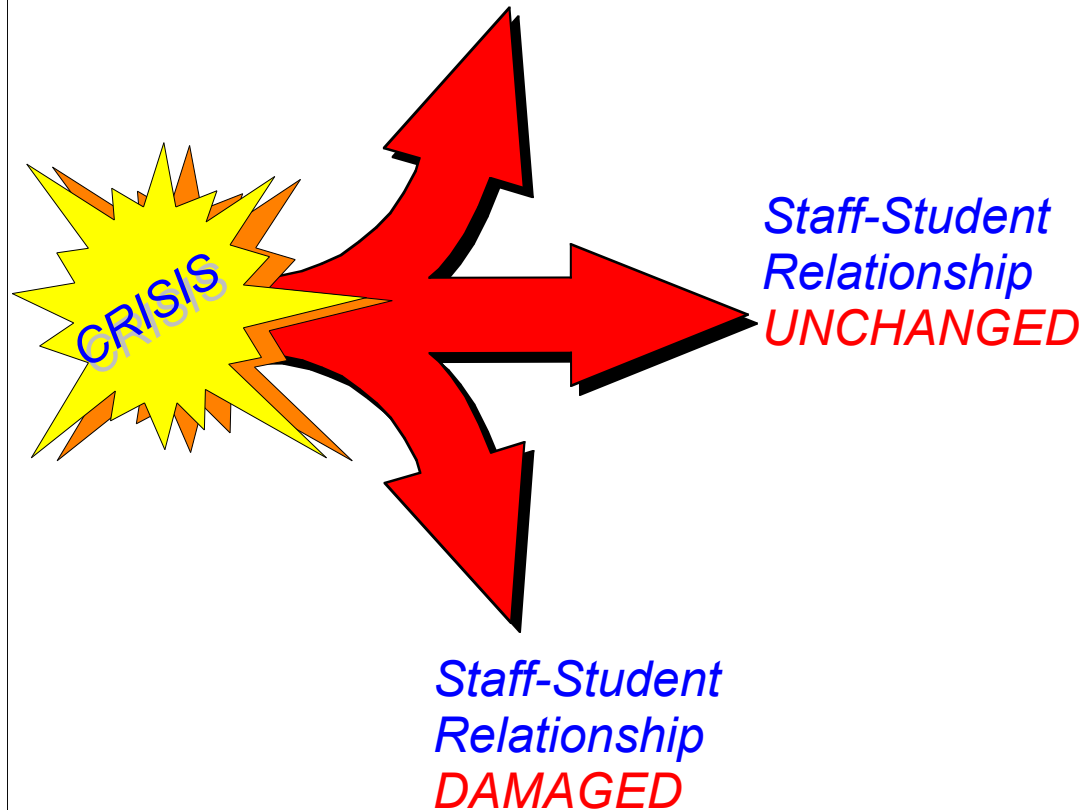 CRISIS
Staff-Student
Relationship
UNCHANGED
Staff-Student
Relationship
DAMAGED